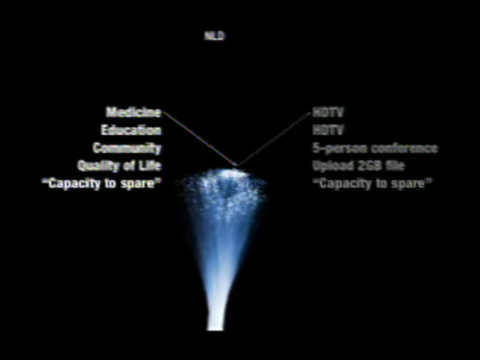 NLD
Medicine
Education
Community
Quality of Life
“Capacity to spare”
HDTV
HDTV
5-person conference
Upload 2GB file
“Capacity to spare”